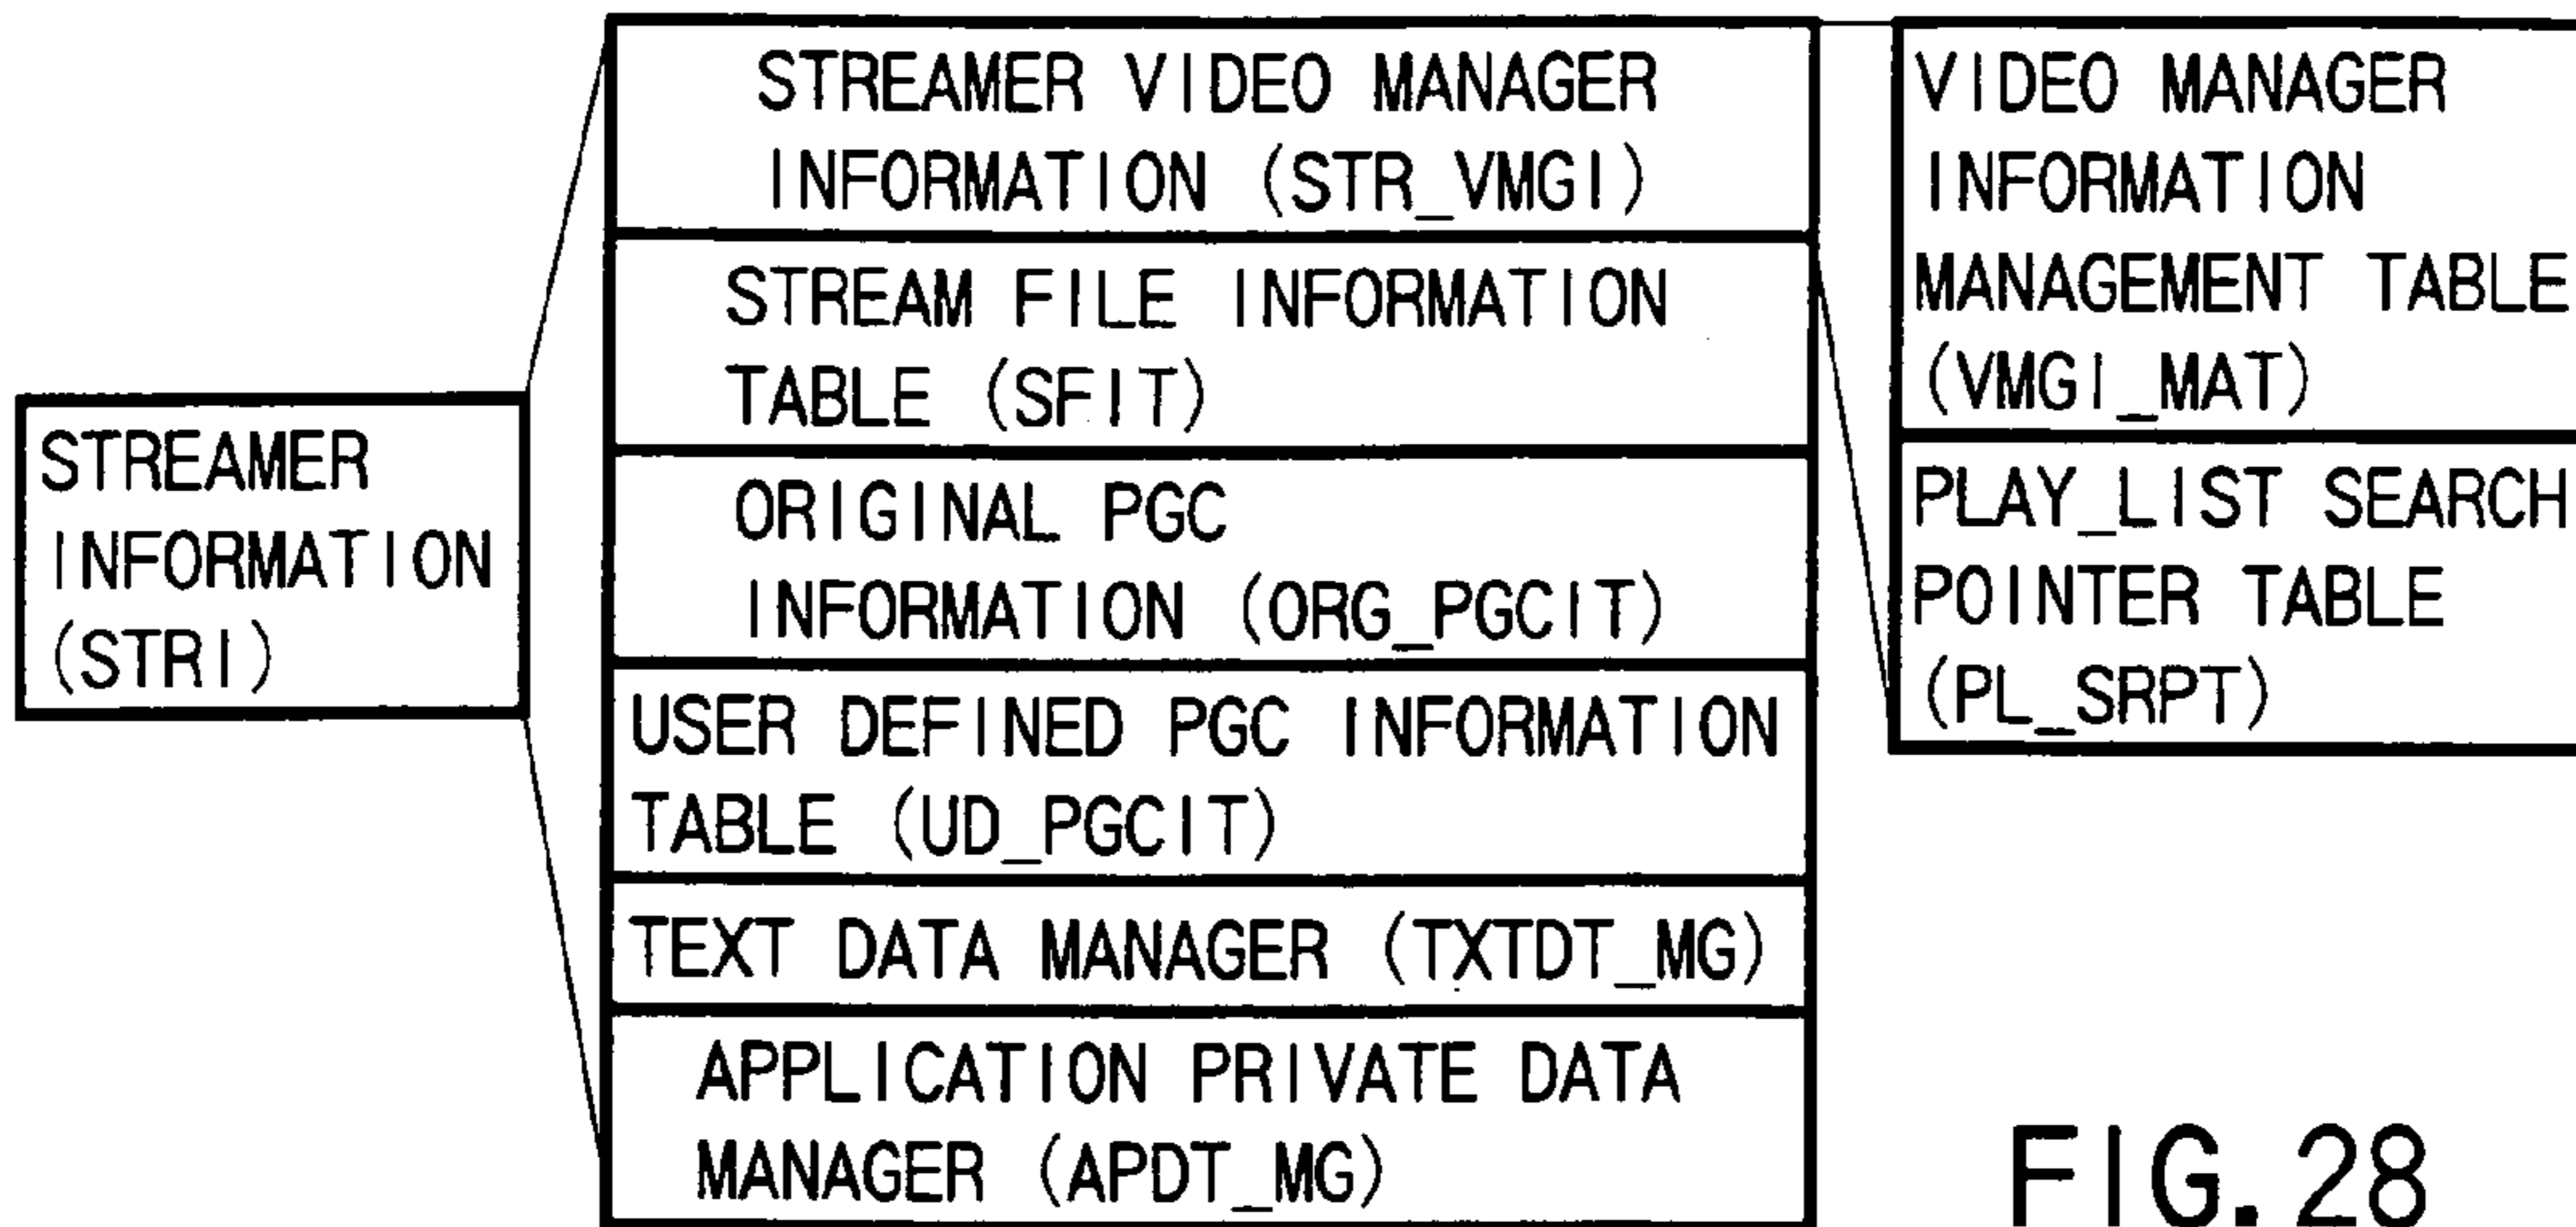 STREAMER
INFORMATION
(STRI)
STREAMER VIDEO MANAGER
INFORMATION (STR_VMGI)
STREAM FILE INFORMATION
TABLE (SFIT)
ORIGINAL PGC
INFORMATION (ORG_PGCIT)
USER DEFINED PGC INFORMATION
TABLE (UD_PGCIT)
TEXT DATA MANAGER (TXTDT_MG)
APPLICATION PRIVATE DATA
MANAGER (APDT_MG)
VIDEO MANAGER
INFORMATION
MANAGEMENT TABLE
(VMGI_MAT)
PLAY_LIST SEARCH
POINTER TABLE
(PL_SRPT)
FIG. 28